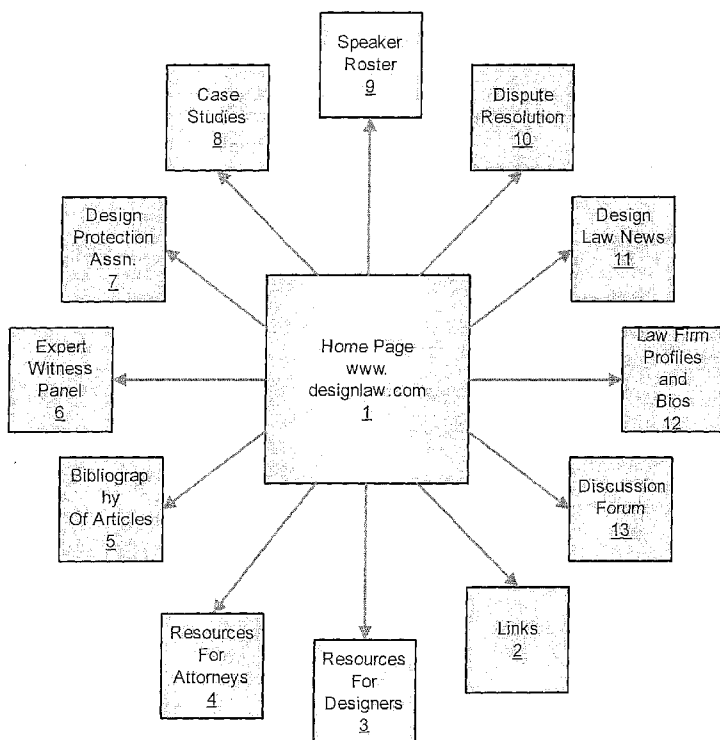 Speaker
Roster
9
Case
Studies
8
Dispute
Resolution
10
Design
Protection
Assn.
7
Design
Law News
11
Expert
Witness
Panel
6
Home Page
www.
designlaw.com
1
Law Firm
Profiles
and
Bios
12
Bibliograp
hy
Of Articles
5
Discussion
Forum
13
Resources
For
Attorneys
4
Resources
For
Designers
3
Links
2